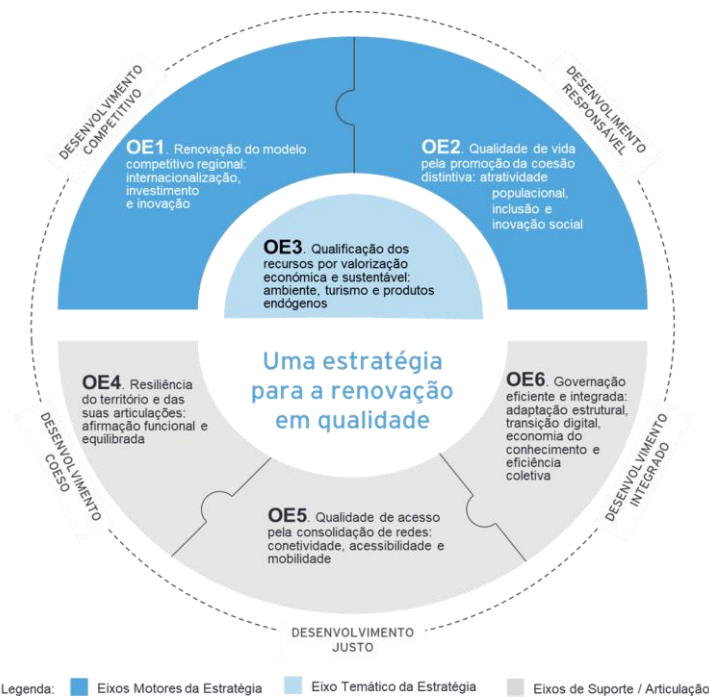 DESENVOLVIMENTO
COMPETITIVO
DESENVOLVIMENTO
RESPONSÁVEL
OE1. Renovação do modelo
competitivo regional:
internacionalização,
investimento
e inovação
OE2. Qualidade de vida
pela promoção da coesão
distintiva: atratividade
populacional,
inclusão e
inovação social
OE3. Qualificação dos
recursos por valorização
económica e sustentável:
ambiente, turismo e produtos
endógenos
Uma estratégia
para a renovação
em qualidade
OE4. Resiliência
do território e das
suas articulações:
afirmação funcional e
equilibrada
OE6. Governação
eficiente e integrada:
adaptação estrutural,
transição digital,
economia do
conhecimento e
eficiência
coletiva
OE5. Qualidade de acesso
pela consolidação de redes:
conetividade, acessibilidade e
mobilidade
DESENVOLVIMENTO
COESO
DESENVOLVIMENTO
INTEGRADO
DESENVOLVIMENTO
JUSTO
Legenda: Eixos Motores da Estratégia Eixo Temático da Estratégia Eixos de Suporte / Articulação